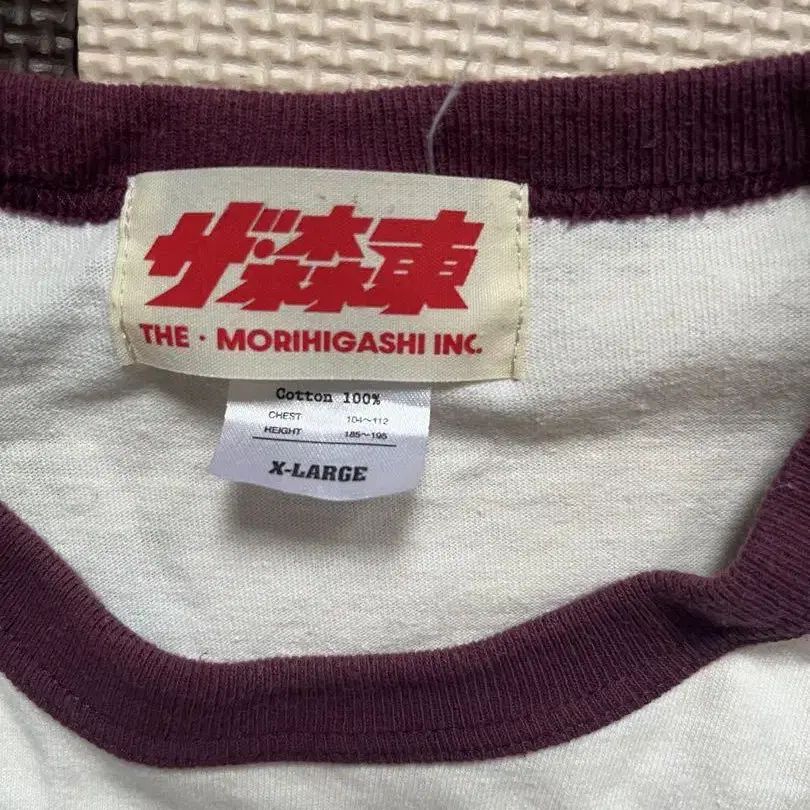 ザ・森東
THE · MORIHIGASHI INC.
Cotton 100%
CHEST 104~112
HEIGHT 185~195
X-LARGE